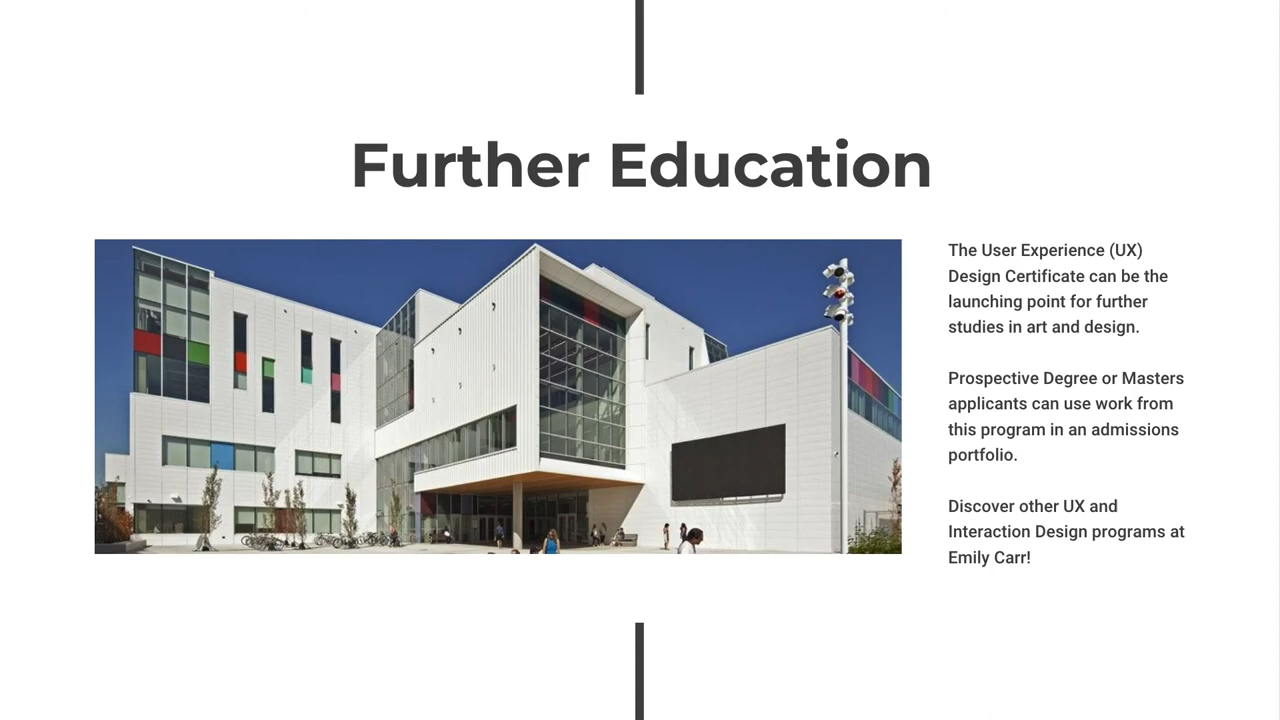 Further Education
The User Experience (UX)
Design Certificate can be the
launching point for further
studies in art and design.
Prospective Degree or Masters
applicants can use work from
this program in an admissions
portfolio.
Discover other UX and
Interaction Design programs at
Emily Carr!